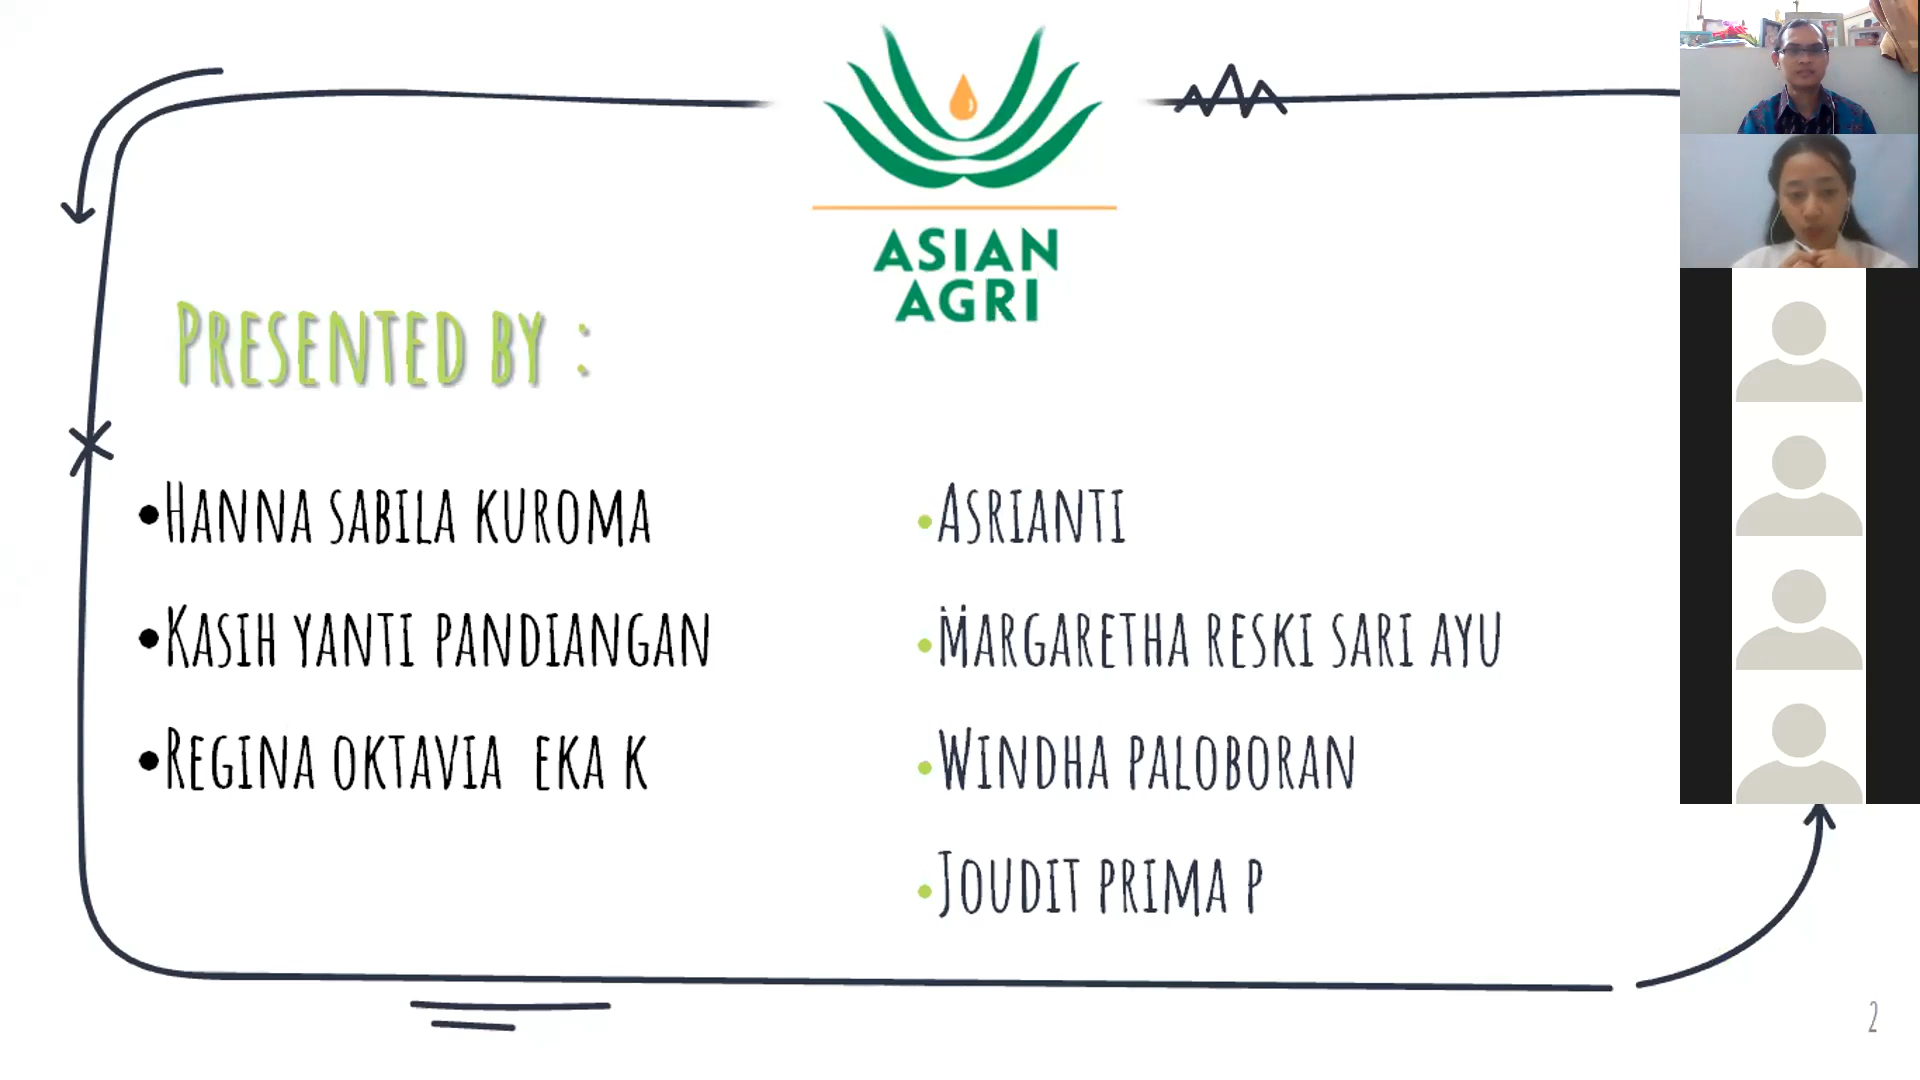 ASIAN
AGRI
PRESENTED BY :
•HANNA SABILA KUROMA
•KASIH YANTI PANDIANGAN
•REGINA OKTAVIA EKA K
•ASRIANTI
•MARGARETHA RESKI SARI AYU
•WINDHA PALOBORAN
•JOUDIT PRIMA P
2